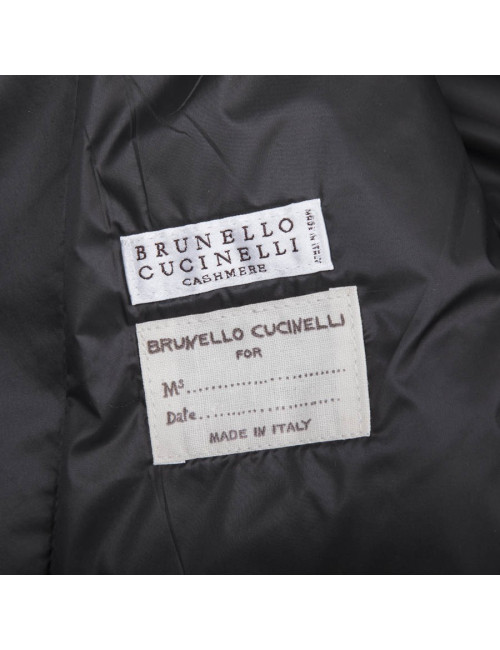 BRUNELLO
CUCINELLI
CASHMERE
MADE IN ITALY
BRUNELLO CUCINELLI
FOR
Ms................................
Date..............................
MADE IN ITALY